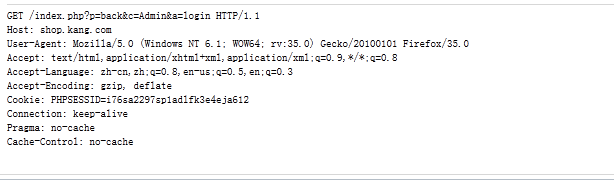 GET /index.php?p=back&c=Admin&a=login HTTP/1.1
Host: shop.kang.com
User-Agent: Mozilla/5.0 (Windows NT 6.1; WOW64; rv:35.0) Gecko/20100101 Firefox/35.0
Accept: text/html,application/xhtml+xml,application/xml;q=0.9,*/*;q=0.8
Accept-Language: zh-cn,zh;q=0.8,en-us;q=0.5,en;q=0.3
Accept-Encoding: gzip, deflate
Cookie: PHPSESSID=i76sa2297sp1adlfk3e4eja612
Connection: keep-alive
Pragma: no-cache
Cache-Control: no-cache